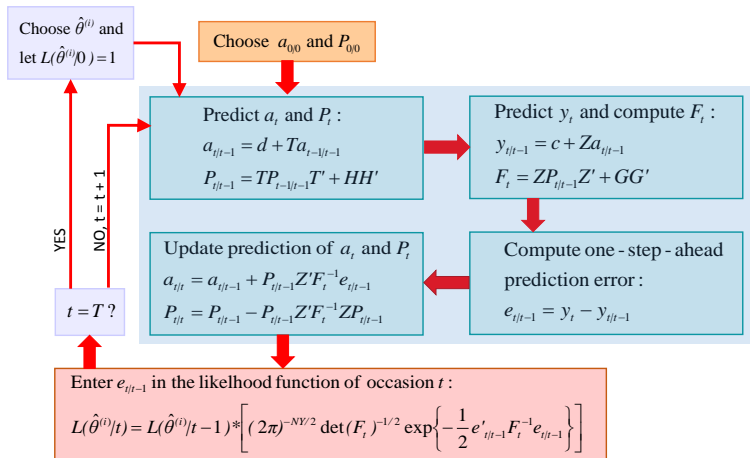 Choose θ̂⁽ⁱ⁾ and
let L(θ̂⁽ⁱ⁾/0) = 1
Choose a_{0/0} and P_{0/0}
Predict a_t and P_t :
a_{t/t−1} = d + Ta_{t−1/t−1}
P_{t/t−1} = TP_{t−1/t−1}T' + HH'
Predict y_t and compute F_t :
y_{t/t−1} = c + Za_{t/t−1}
F_t = ZP_{t/t−1}Z' + GG'
Compute one - step - ahead
prediction error :
e_{t/t−1} = y_t − y_{t/t−1}
Update prediction of a_t and P_t
a_{t/t} = a_{t/t−1} + P_{t/t−1}Z'F_t^{−1}e_{t/t−1}
P_{t/t} = P_{t/t−1} − P_{t/t−1}Z'F_t^{−1}ZP_{t/t−1}
YES
NO, t = t + 1
t = T ?
Enter e_{t/t−1} in the likelhood function of occasion t :
L(θ̂⁽ⁱ⁾/t) = L(θ̂⁽ⁱ⁾/t − 1) * [(2π)^{−NY/2} det(F_t)^{−1/2} exp{−\frac{1}{2} e'_{t/t−1}F_t^{−1}e_{t/t−1}}]